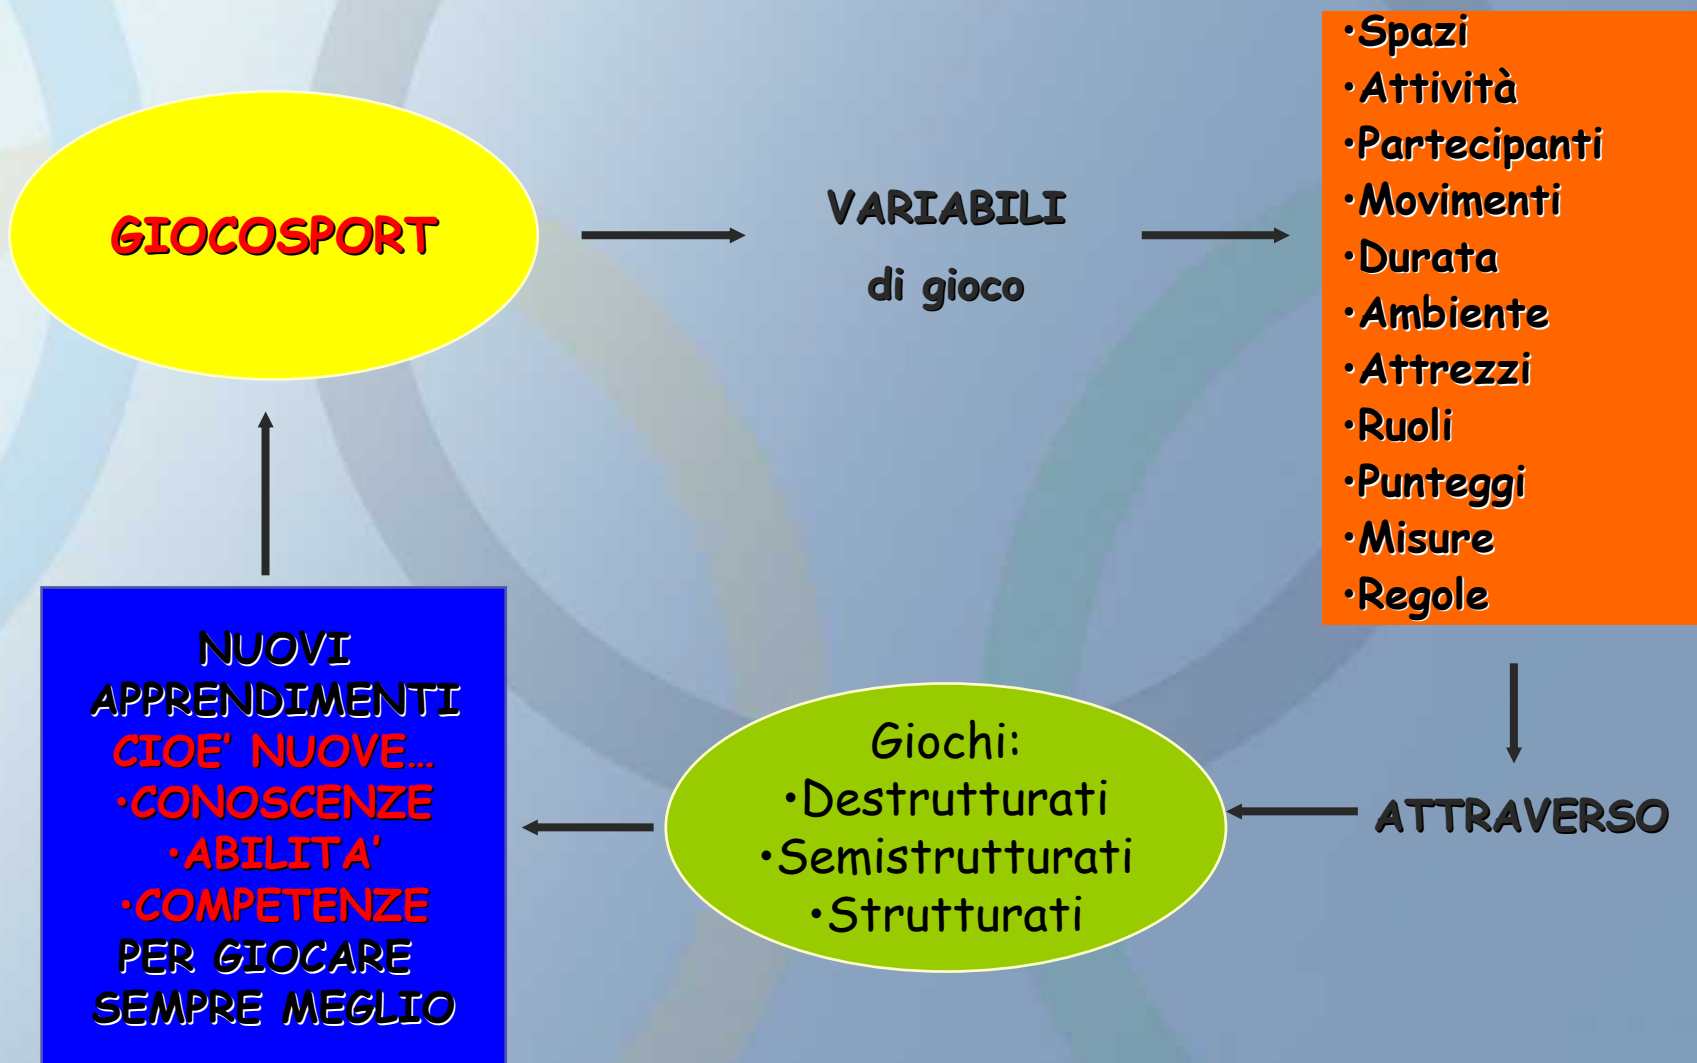 GIOCOSPORT
VARIABILI
di gioco
•Spazi
•Attività
•Partecipanti
•Movimenti
•Durata
•Ambiente
•Attrezzi
•Ruoli
•Punteggi
•Misure
•Regole
ATTRAVERSO
Giochi:
•Destrutturati
•Semistrutturati
•Strutturati
NUOVI
APPRENDIMENTI
CIOE’ NUOVE…
•CONOSCENZE
•ABILITA’
•COMPETENZE
PER GIOCARE
SEMPRE MEGLIO